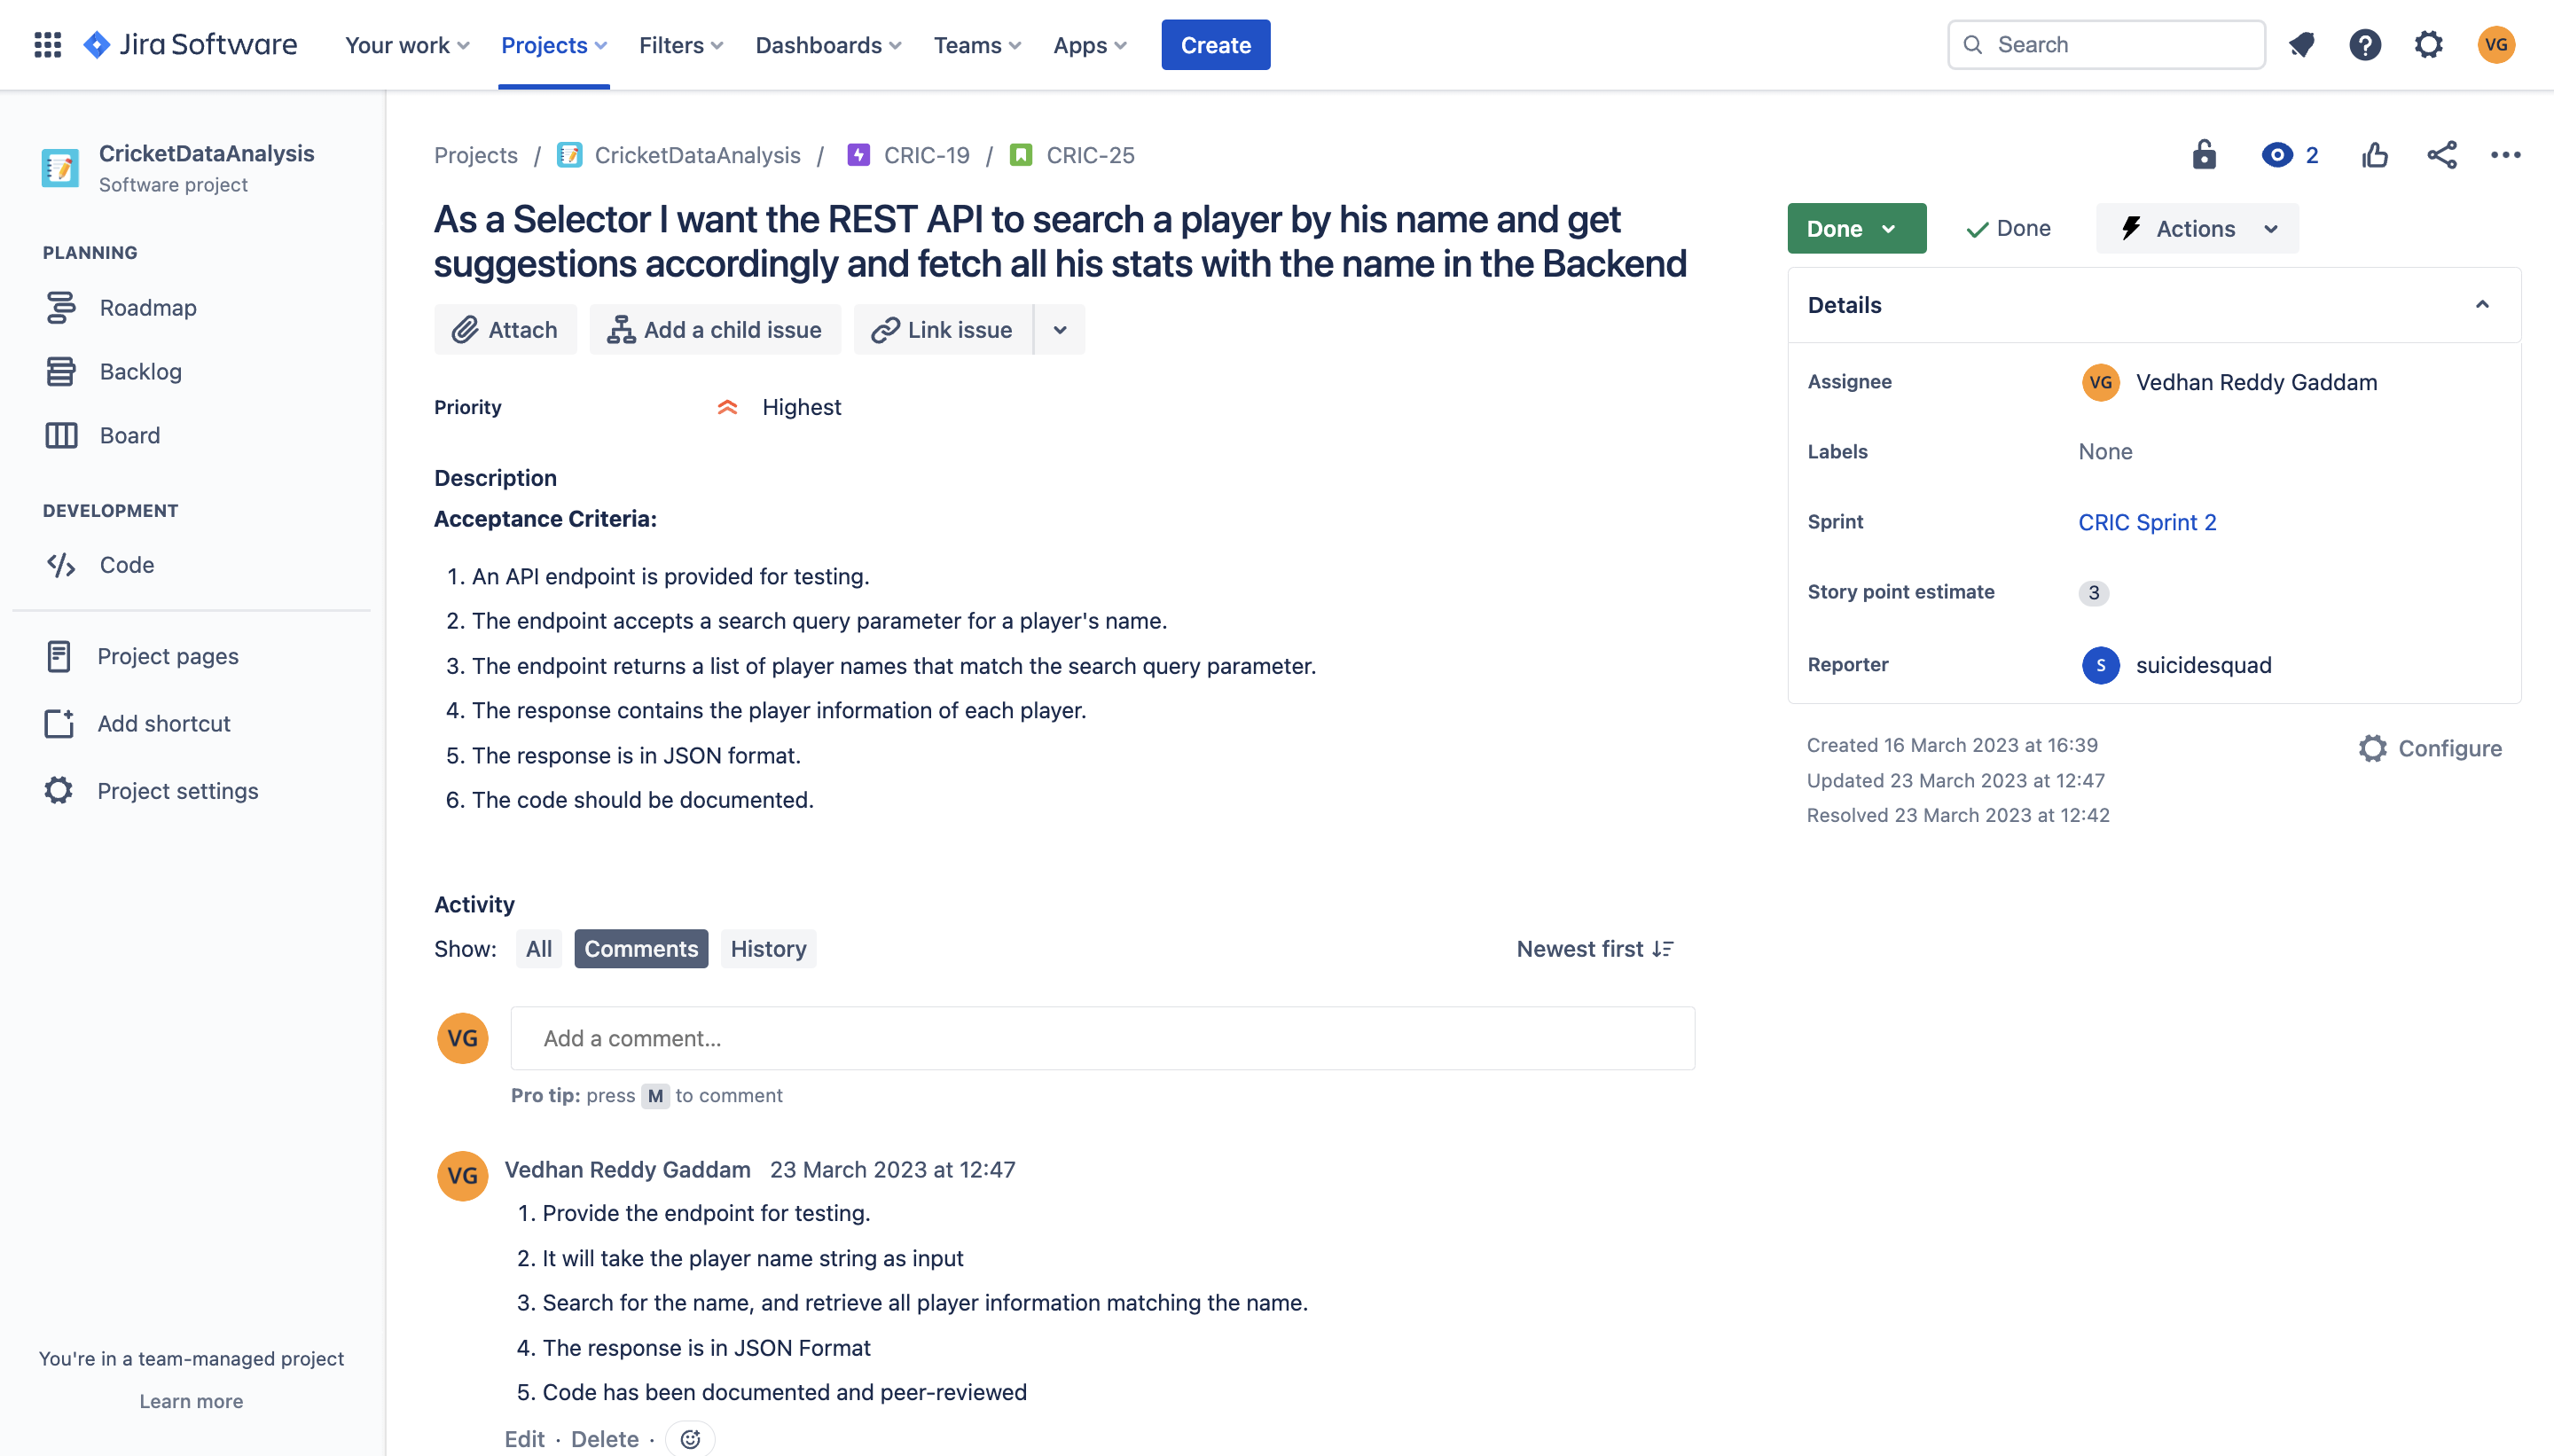 Jira Software
Your work
Projects
Filters
Dashboards
Teams
Apps
Create
Search
VG
CricketDataAnalysis
Software project
PLANNING
Roadmap
Backlog
Board
DEVELOPMENT
Code
Project pages
Add shortcut
Project settings
You're in a team-managed project
Learn more
Projects / CricketDataAnalysis / CRIC-19 / CRIC-25
2
As a Selector I want the REST API to search a player by his name and get
suggestions accordingly and fetch all his stats with the name in the Backend
Attach
Add a child issue
Link issue
Priority
Highest
Description
Acceptance Criteria:
1. An API endpoint is provided for testing.
2. The endpoint accepts a search query parameter for a player's name.
3. The endpoint returns a list of player names that match the search query parameter.
4. The response contains the player information of each player.
5. The response is in JSON format.
6. The code should be documented.
Activity
Show: All Comments History
Newest first
VG
Add a comment...
Pro tip: press M to comment
VG
Vedhan Reddy Gaddam 23 March 2023 at 12:47
1. Provide the endpoint for testing.
2. It will take the player name string as input
3. Search for the name, and retrieve all player information matching the name.
4. The response is in JSON Format
5. Code has been documented and peer-reviewed
Edit · Delete ·
Done
Done
Actions
Details
Assignee
VG Vedhan Reddy Gaddam
Labels
None
Sprint
CRIC Sprint 2
Story point estimate
3
Reporter
S suicidesquad
Created 16 March 2023 at 16:39
Updated 23 March 2023 at 12:47
Resolved 23 March 2023 at 12:42
Configure